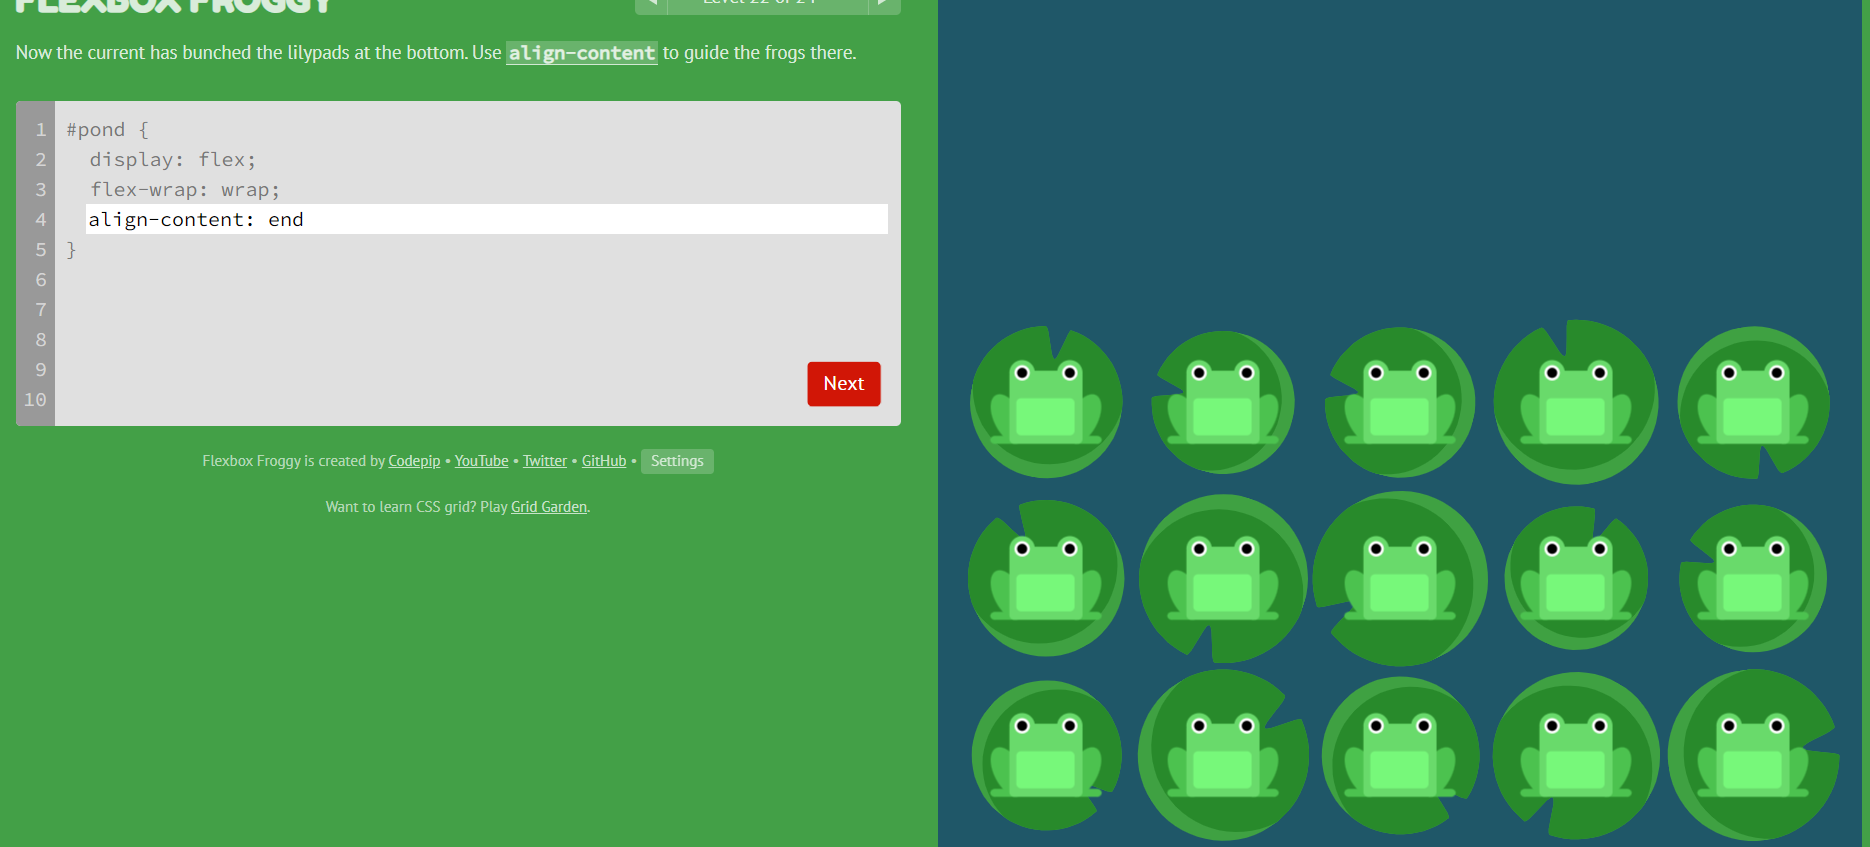 FLEXBOX FROGGY
Level 22 of 24
Now the current has bunched the lilypads at the bottom. Use align-content to guide the frogs there.
1 #pond {
2 display: flex;
3 flex-wrap: wrap;
4 align-content: end
5 }
6
7
8
9
10
Next
Flexbox Froggy is created by Codepip • YouTube • Twitter • GitHub • Settings
Want to learn CSS grid? Play Grid Garden.